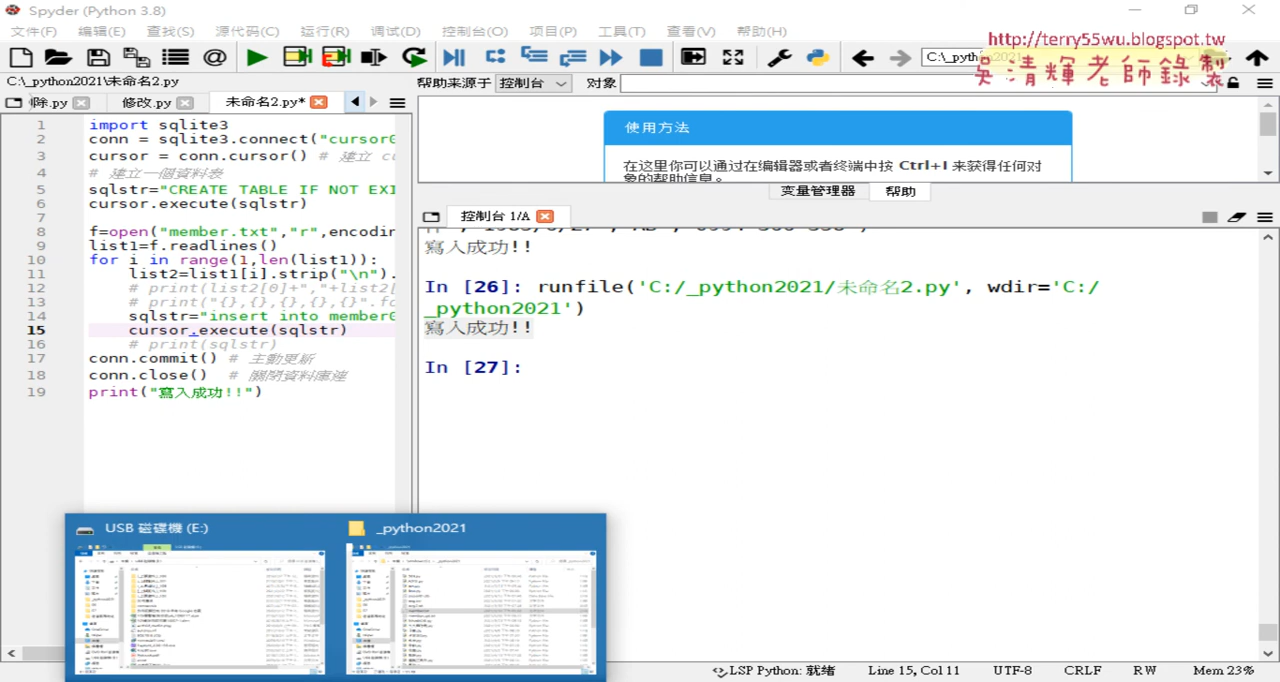 Spyder (Python 3.8)
文件(F) 编辑(E) 查找(S) 源代码(C) 运行(R) 调试(D) 控制台(O) 项目(P) 工具(T) 查看(V) 帮助(H)
http://terry55wu.blogspot.tw
吳清輝老師錄製
C:\_python2021\未命名2.py
帮助来源于 控制台 对象
除.py 修改.py 未命名2.py*
1 import sqlite3
2 conn = sqlite3.connect("cursor
3 cursor = conn.cursor() # 建立
4 # 建立一個資料表
5 sqlstr="CREATE TABLE IF NOT EXI
6 cursor.execute(sqlstr)
7
8 f=open("member.txt","r",encodin
9 list1=f.readlines()
10 for i in range(1,len(list1)):
11 list2=list1[i].strip("\n").
12 # print(list2[0]+","+list2[
13 # print("{},{},{},{},{}".fo
14 sqlstr="insert into member
15 cursor.execute(sqlstr)
16 # print(sqlstr)
17 conn.commit() # 主動更新
18 conn.close() # 關閉資料庫連
19 print("寫入成功!!")
使用方法
在这里你可以通过在编辑器或者终端中按 Ctrl+I 来获得任何对
象的帮助信息。
变量管理器 帮助
控制台 1/A
寫入成功!!
In [26]: runfile('C:/_python2021/未命名2.py', wdir='C:/
_python2021')
寫入成功!!
In [27]:
USB 磁碟機 (E:) _python2021
LSP Python: 就绪 Line 15, Col 11 UTF-8 CRLF RW Mem 23%